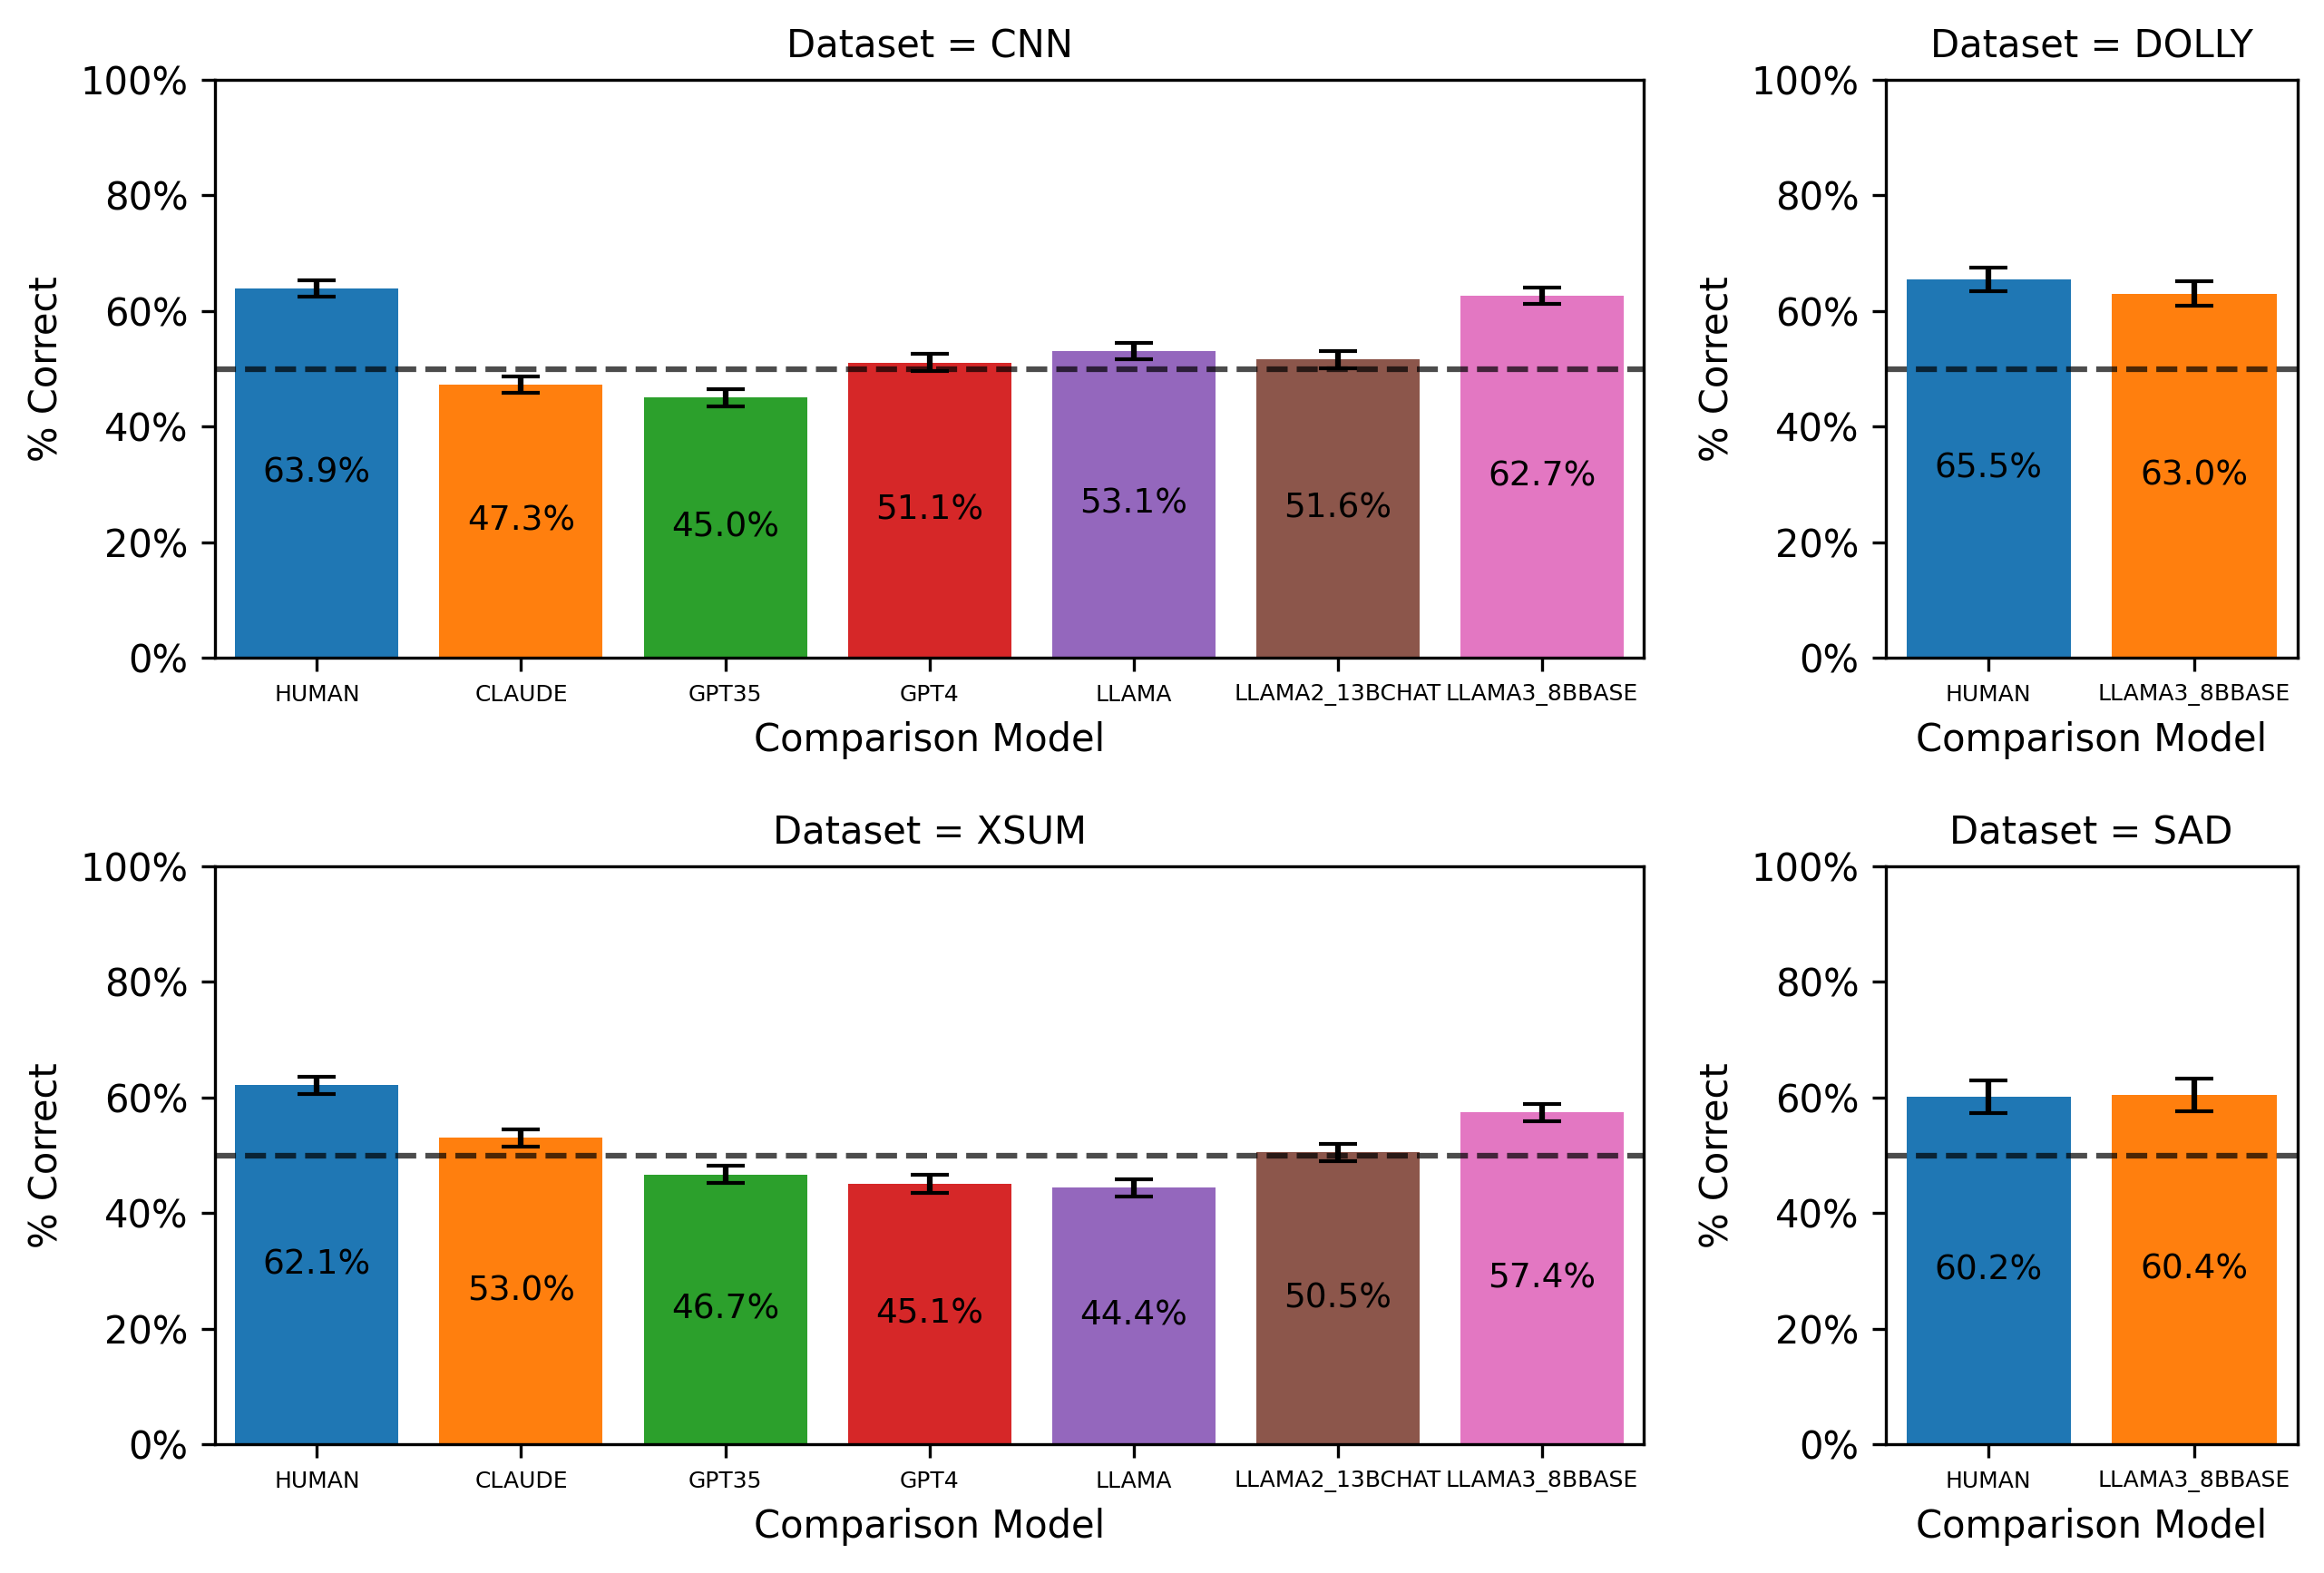 Dataset = CNN
100%
80%
60%
40%
20%
0%
% Correct
63.9%
47.3%
45.0%
51.1%
53.1%
51.6%
62.7%
HUMAN
CLAUDE
GPT35
GPT4
LLAMA
LLAMA2_13BCHAT
LLAMA3_8BBASE
Comparison Model
Dataset = DOLLY
100%
80%
60%
40%
20%
0%
% Correct
65.5%
63.0%
HUMAN
LLAMA3_8BBASE
Comparison Model
Dataset = XSUM
100%
80%
60%
40%
20%
0%
% Correct
62.1%
53.0%
46.7%
45.1%
44.4%
50.5%
57.4%
HUMAN
CLAUDE
GPT35
GPT4
LLAMA
LLAMA2_13BCHAT
LLAMA3_8BBASE
Comparison Model
Dataset = SAD
100%
80%
60%
40%
20%
0%
% Correct
60.2%
60.4%
HUMAN
LLAMA3_8BBASE
Comparison Model